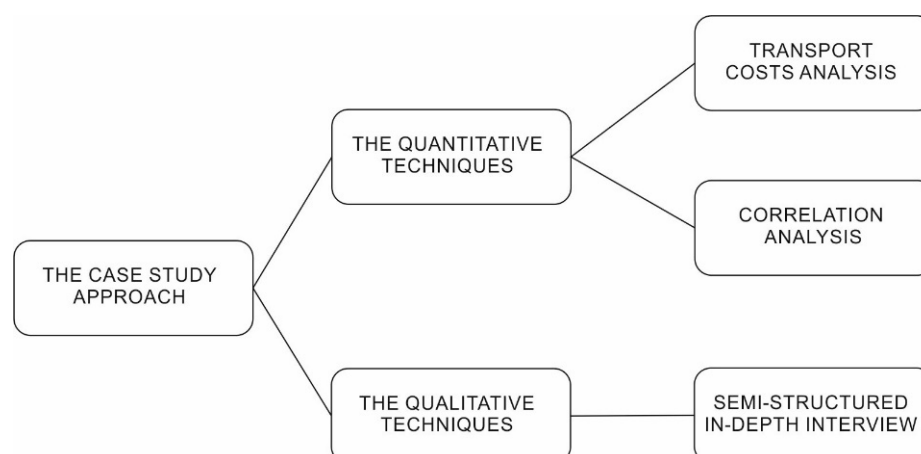 TRANSPORT
COSTS ANALYSIS
THE QUANTITATIVE
TECHNIQUES
CORRELATION
ANALYSIS
THE CASE STUDY
APPROACH
THE QUALITATIVE
TECHNIQUES
SEMI-STRUCTURED
IN-DEPTH INTERVIEW